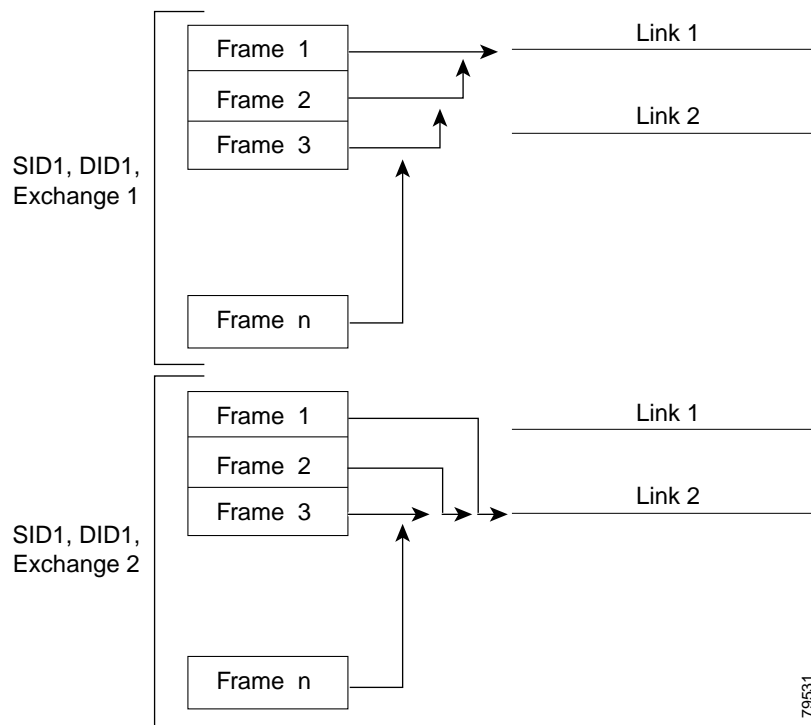 Frame 1
Link 1
Frame 2
Link 2
Frame 3
SID1, DID1,
Exchange 1
Frame n
Frame 1
Link 1
Frame 2
Link 2
Frame 3
SID1, DID1,
Exchange 2
Frame n
79531